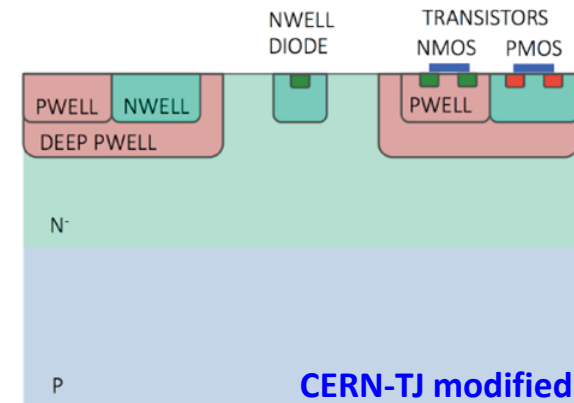 NWELL
DIODE
TRANSISTORS
NMOS PMOS
PWELL NWELL
PWELL
DEEP PWELL
N-
P
CERN-TJ modified